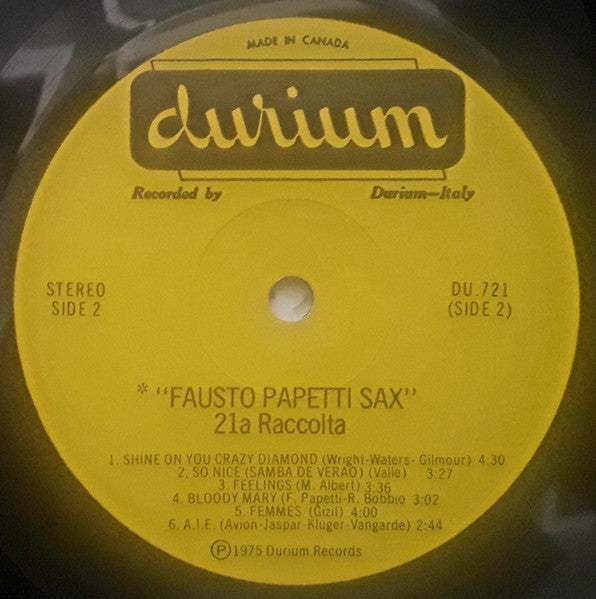 MADE IN CANADA
durium
Recorded by Durium-Italy
STEREO DU.721
SIDE 2 (SIDE 2)
* "FAUSTO PAPETTI SAX"
21a Raccolta
1. SHINE ON YOU CRAZY DIAMOND (Wright-Waters- Gilmour) 4:30
2. SO NICE (SAMBA DE VERAO) (Valle) 3:27
3. FEELINGS (M. Albert) 3:36
4. BLOODY MARY (F. Papetti-R. Bobbio 3:02
5. FEMMES (Gizil) 4:00
6. A.I.E. (Avion-Jaspar-Kluger-Vangarde) 2:44
Ⓟ1975 Durium Records